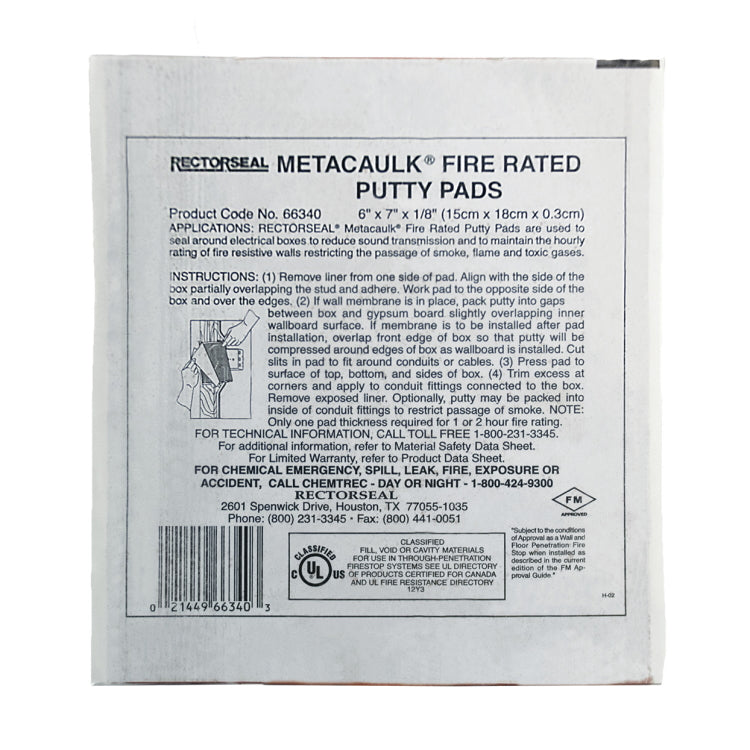 RECTORSEAL METACAULK® FIRE RATED
PUTTY PADS
Product Code No. 66340 6" x 7" x 1/8" (15cm x 18cm x 0.3cm)
APPLICATIONS: RECTORSEAL® Metacaulk® Fire Rated Putty Pads are used to
seal around electrical boxes to reduce sound transmission and to maintain the hourly
rating of fire resistive walls restricting the passage of smoke, flame and toxic gases.
INSTRUCTIONS: (1) Remove liner from one side of pad. Align with the side of the
box partially overlapping the stud and adhere. Work pad to the opposite side of the
box and over the edges. (2) If wall membrane is in place, pack putty into gaps
between box and gypsum board slightly overlapping inner
wallboard surface. If membrane is to be installed after pad
installation, overlap front edge of box so that putty will be
compressed around edges of box as wallboard is installed. Cut
slits in pad to fit around conduits or cables. (3) Press pad to
surface of top, bottom, and sides of box. (4) Trim excess at
corners and apply to conduit fittings connected to the box.
Remove exposed liner. Optionally, putty may be packed into
inside of conduit fittings to restrict passage of smoke. NOTE:
Only one pad thickness required for 1 or 2 hour fire rating.
FOR TECHNICAL INFORMATION, CALL TOLL FREE 1-800-231-3345.
For additional information, refer to Material Safety Data Sheet.
For Limited Warranty, refer to Product Data Sheet.
FOR CHEMICAL EMERGENCY, SPILL, LEAK, FIRE, EXPOSURE OR
ACCIDENT, CALL CHEMTREC - DAY OR NIGHT - 1-800-424-9300
RECTORSEAL
2601 Spenwick Drive, Houston, TX 77055-1035
Phone: (800) 231-3345 · Fax: (800) 441-0051
FM
APPROVED
"Subject to the conditions
of Approval as a Wall and
Floor Penetration Fire
Stop when installed as
described in the current
edition of the FM Ap-
proval Guide."
H-02
CLASSIFIED
C UL US
CLASSIFIED
FILL, VOID OR CAVITY MATERIALS
FOR USE IN THROUGH-PENETRATION
FIRESTOP SYSTEMS SEE UL DIRECTORY
OF PRODUCTS CERTIFIED FOR CANADA
AND UL FIRE RESISTANCE DIRECTORY
12Y3
0 21449 66340 3